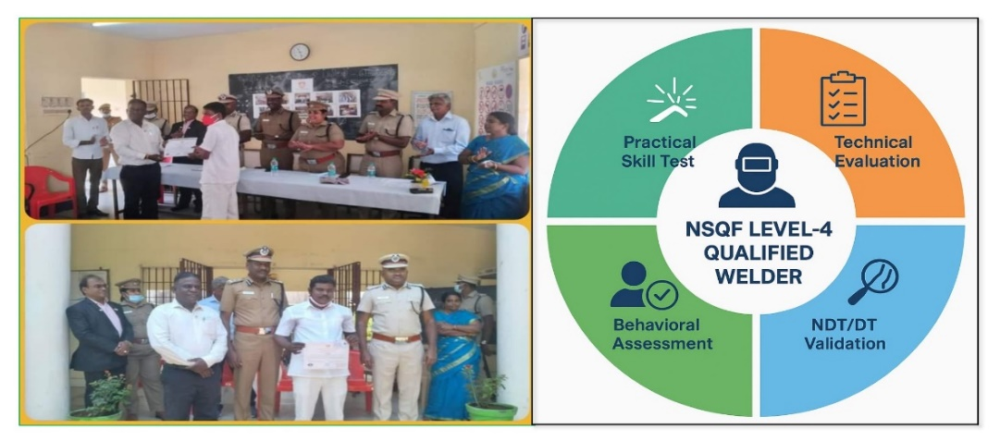 Practical
Skill Test
Technical
Evaluation
NSQF LEVEL-4
QUALIFIED
WELDER
Behavioral
Assessment
NDT/DT
Validation